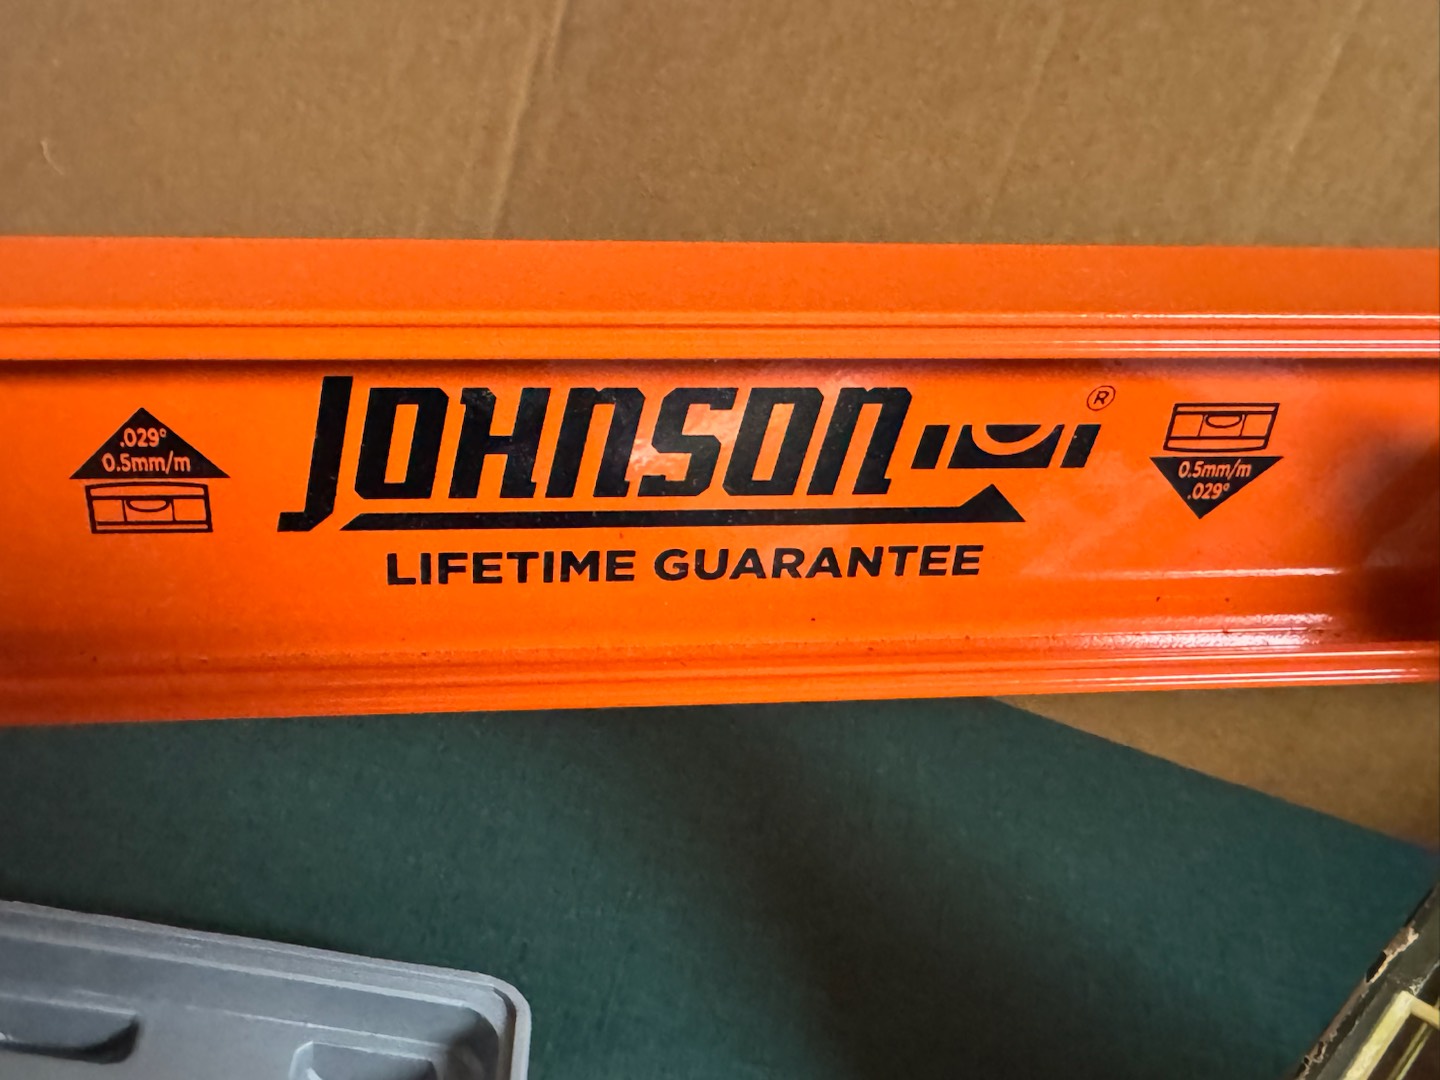 .029°
0.5mm/m
JOHNSON ®
LIFETIME GUARANTEE
0.5mm/m
.029°